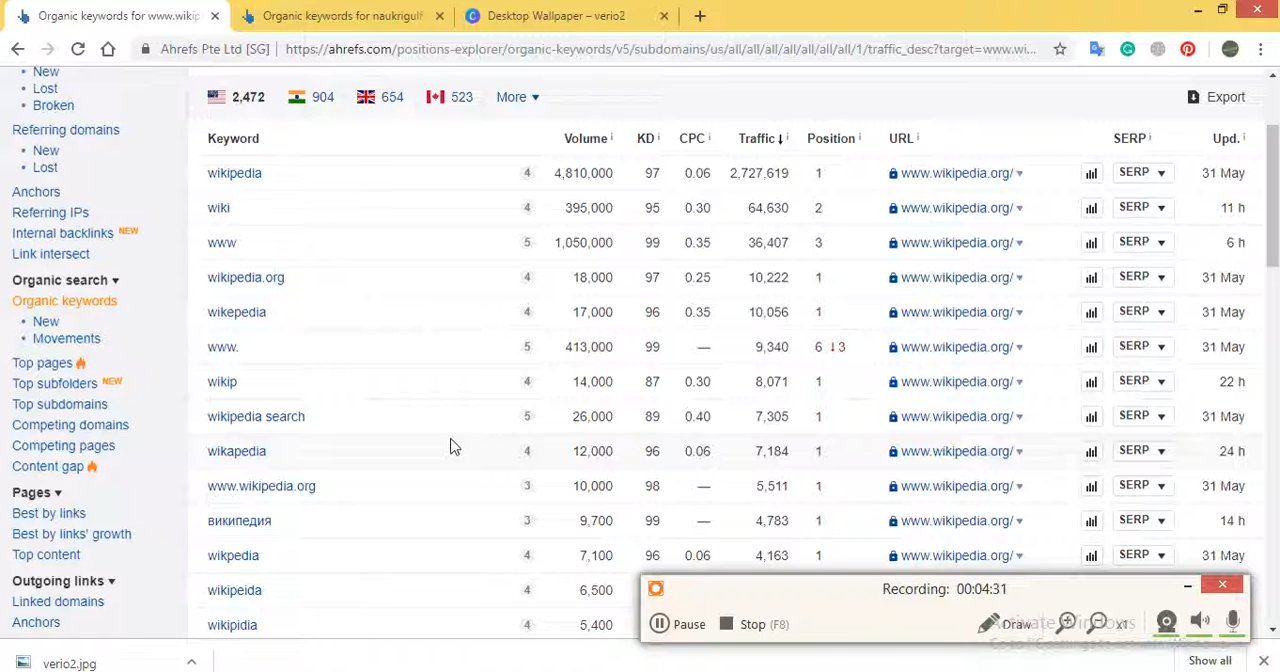 Organic keywords for www.wikip
Organic keywords for naukrigulf
Desktop Wallpaper – verio2
Ahrefs Pte Ltd [SG] https://ahrefs.com/positions-explorer/organic-keywords/v5/subdomains/us/all/all/all/all/all/all/1/traffic_desc?target=www.wi...
New
Lost
Broken
Referring domains
New
Lost
Anchors
Referring IPs
Internal backlinks NEW
Link intersect
Organic search
Organic keywords
New
Movements
Top pages
Top subfolders NEW
Top subdomains
Competing domains
Competing pages
Content gap
Pages
Best by links
Best by links' growth
Top content
Outgoing links
Linked domains
Anchors
2,472 904 654 523 More Export
Keyword Volume KD CPC Traffic Position URL SERP Upd.
wikipedia 4 4,810,000 97 0.06 2,727,619 1 www.wikipedia.org/ SERP 31 May
wiki 4 395,000 95 0.30 64,630 2 www.wikipedia.org/ SERP 11 h
www 5 1,050,000 99 0.35 36,407 3 www.wikipedia.org/ SERP 6 h
wikipedia.org 4 18,000 97 0.25 10,222 1 www.wikipedia.org/ SERP 31 May
wikepedia 4 17,000 96 0.35 10,056 1 www.wikipedia.org/ SERP 31 May
www. 5 413,000 99 — 9,340 6 ↓3 www.wikipedia.org/ SERP 31 May
wikip 4 14,000 87 0.30 8,071 1 www.wikipedia.org/ SERP 22 h
wikipedia search 5 26,000 89 0.40 7,305 1 www.wikipedia.org/ SERP 31 May
wikapedia 4 12,000 96 0.06 7,184 1 www.wikipedia.org/ SERP 24 h
www.wikipedia.org 3 10,000 98 — 5,511 1 www.wikipedia.org/ SERP 31 May
википедия 3 9,700 99 — 4,783 1 www.wikipedia.org/ SERP 14 h
wikpedia 4 7,100 96 0.06 4,163 1 www.wikipedia.org/ SERP 31 May
wikipeida 4 6,500
wikipidia 4 5,400
Recording: 00:04:31
Pause Stop (F8) Draw x1
Activate Windows
verio2.jpg
Show all